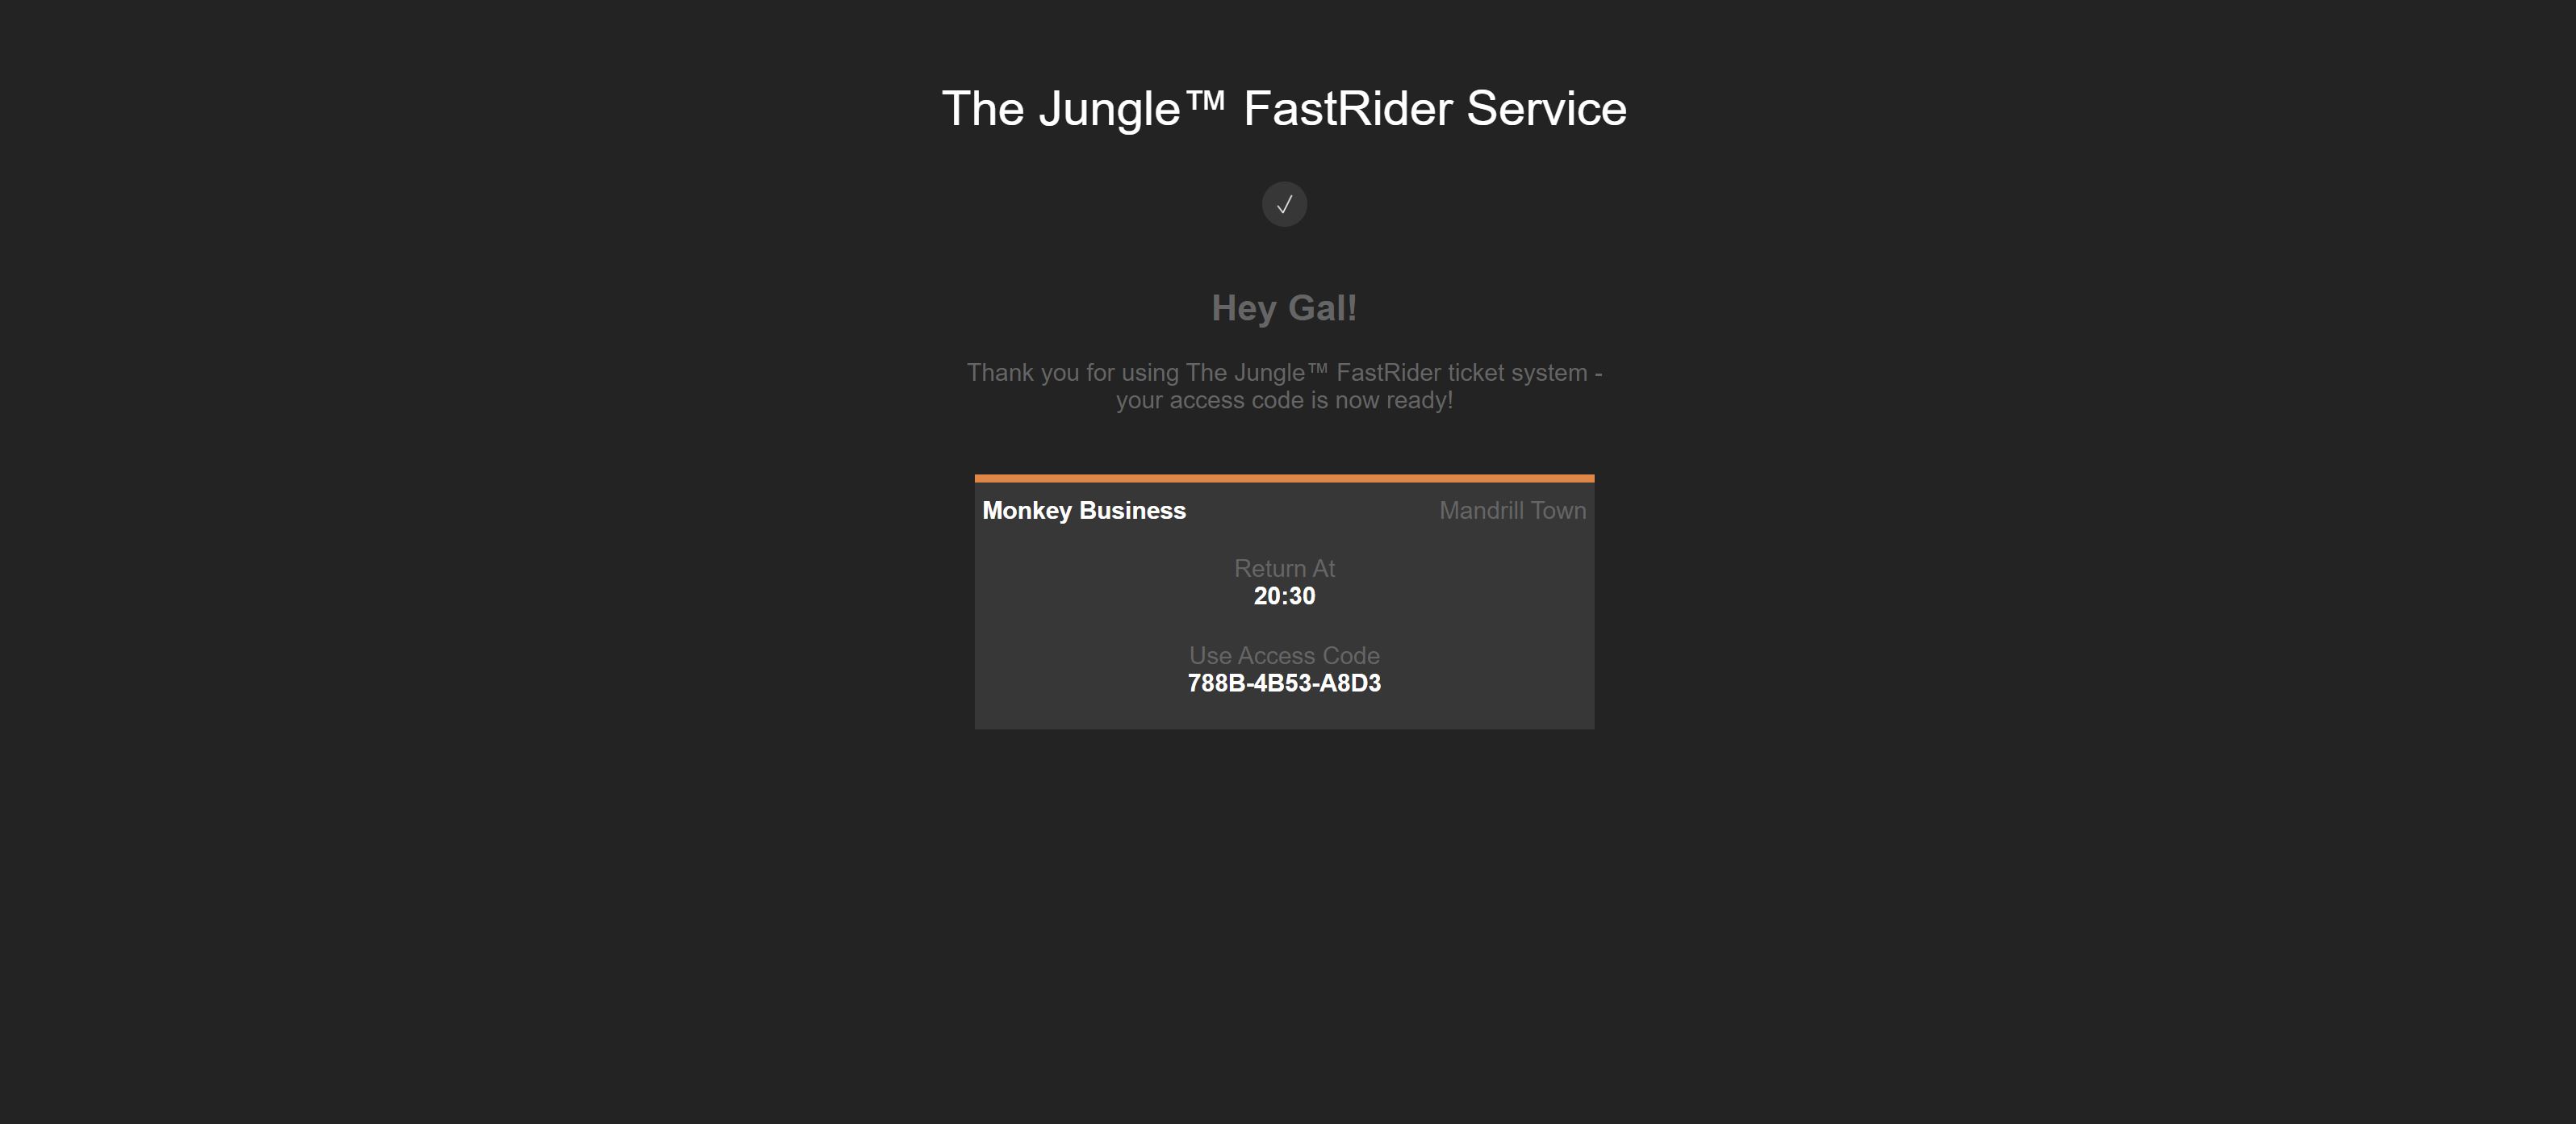 The Jungle™ FastRider Service
Hey Gal!
Thank you for using The Jungle™ FastRider ticket system -
your access code is now ready!
Monkey Business
Mandrill Town
Return At
20:30
Use Access Code
788B-4B53-A8D3